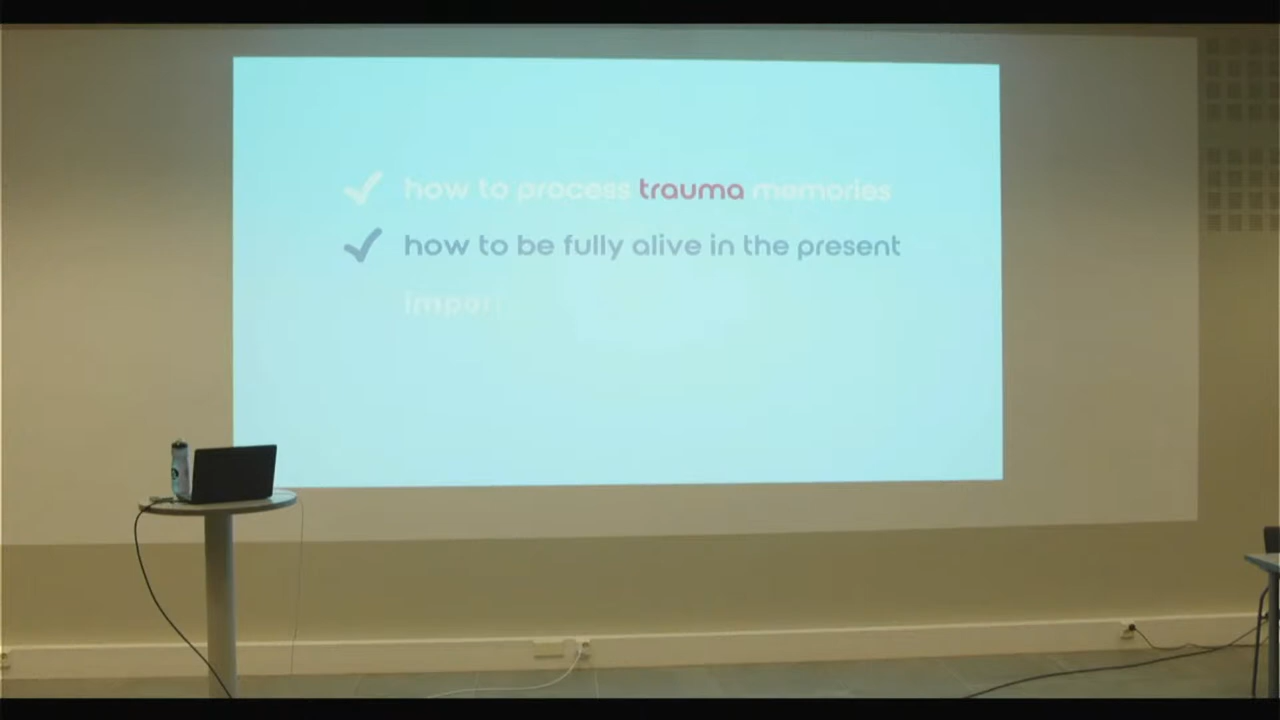 how to process trauma memories
how to be fully alive in the present